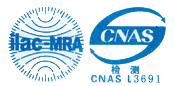 ilac-MRA
CNAS
检 测
CNAS L3691